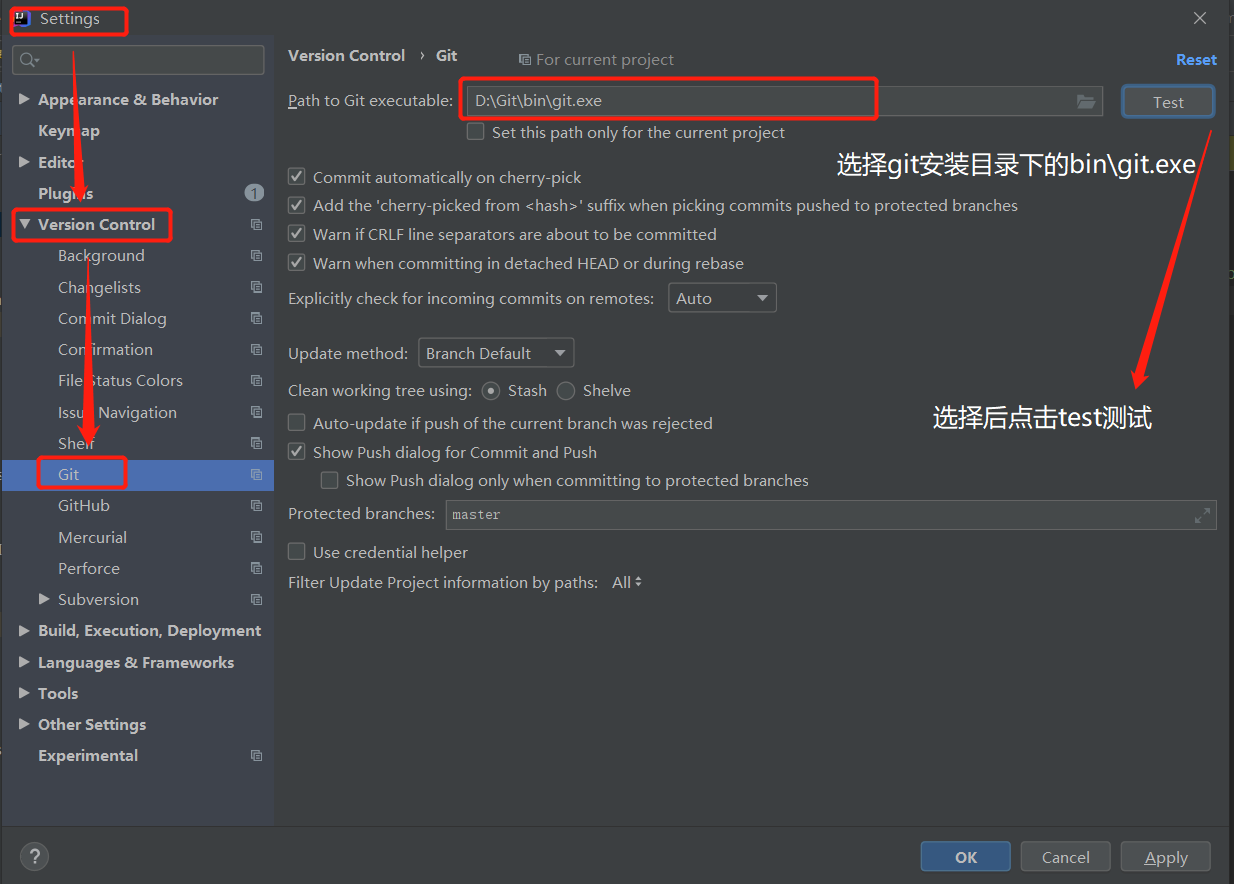 Settings
Version Control › Git
For current project
Reset
Path to Git executable:
D:\Git\bin\git.exe
Test
Set this path only for the current project
选择git安装目录下的bin\git.exe
Commit automatically on cherry-pick
Add the 'cherry-picked from <hash>' suffix when picking commits pushed to protected branches
Warn if CRLF line separators are about to be committed
Warn when committing in detached HEAD or during rebase
Explicitly check for incoming commits on remotes: Auto
Update method: Branch Default
Clean working tree using: Stash Shelve
选择后点击test测试
Auto-update if push of the current branch was rejected
Show Push dialog for Commit and Push
Show Push dialog only when committing to protected branches
Protected branches: master
Use credential helper
Filter Update Project information by paths: All
Appearance & Behavior
Keymap
Editor
Plugins 1
Version Control
Background
Changelists
Commit Dialog
Confirmation
File Status Colors
Issue Navigation
Shelf
Git
GitHub
Mercurial
Perforce
Subversion
Build, Execution, Deployment
Languages & Frameworks
Tools
Other Settings
Experimental
?
OK
Cancel
Apply